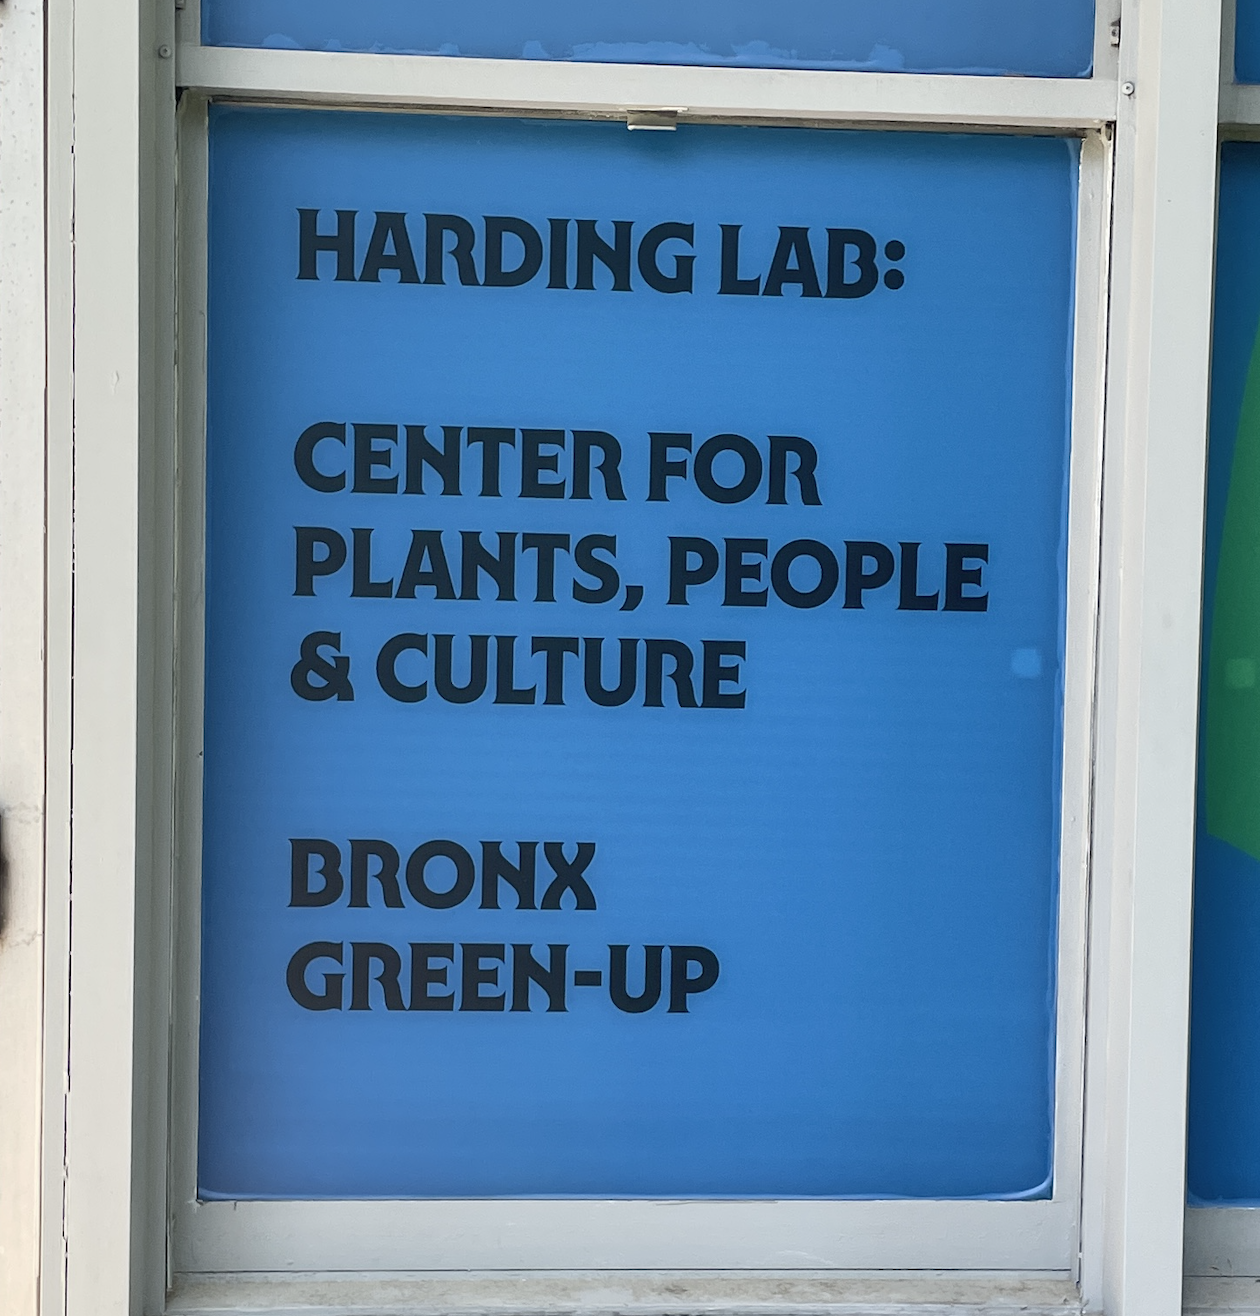 HARDING LAB:
CENTER FOR
PLANTS, PEOPLE
& CULTURE
BRONX
GREEN-UP